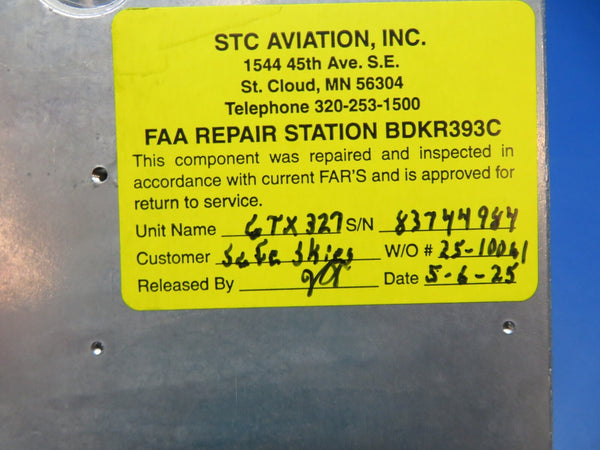 STC AVIATION, INC.
1544 45th Ave. S.E.
St. Cloud, MN 56304
Telephone 320-253-1500
FAA REPAIR STATION BDKR393C
This component was repaired and inspected in
accordance with current FAR'S and is approved for
return to service.
Unit Name GTX 327 S/N 83744984
Customer Safe Skies W/O # 25-10061
Released By Date 5-6-25